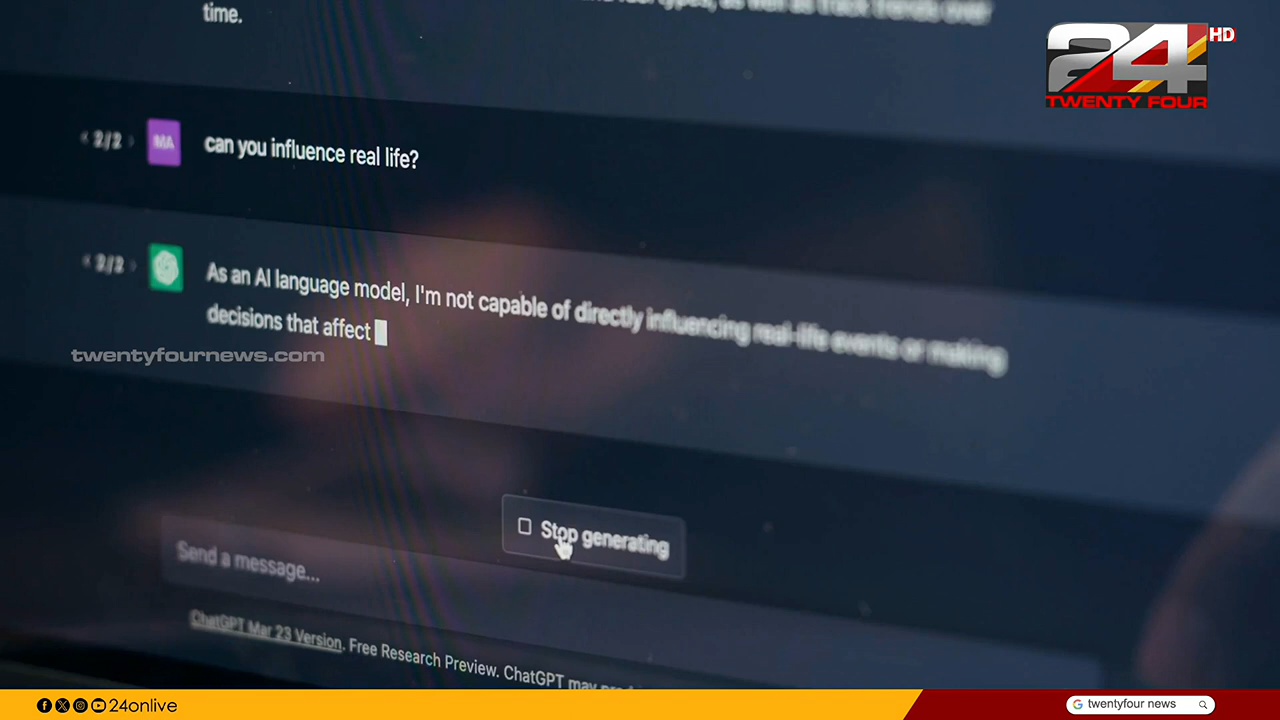 time.
24 HD
TWENTY FOUR
2/2 MA can you influence real life?
2/2 As an AI language model, I'm not capable of directly influencing real-life events or making
decisions that affect
twentyfournews.com
Stop generating
Send a message...
ChatGPT Mar 23 Version. Free Research Preview. ChatGPT may
24onlive
twentyfour news